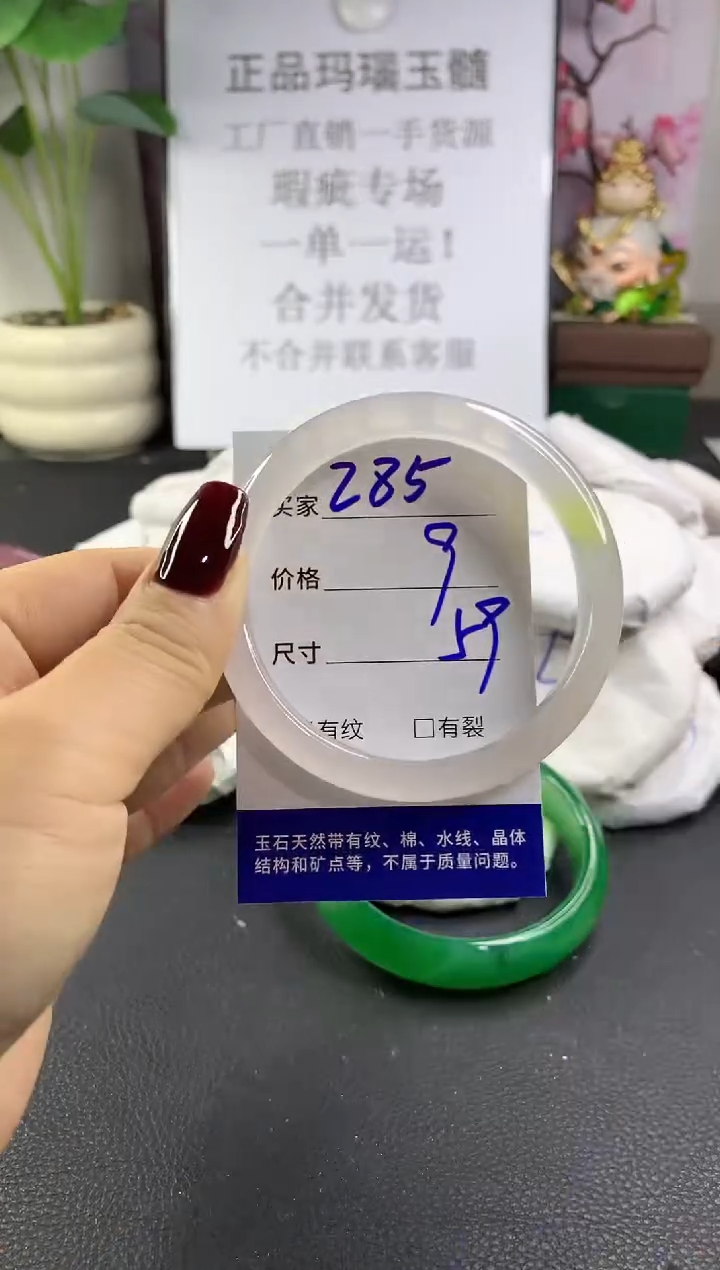 正品玛瑙玉髓
工厂直销一手货源
瑕疵专场
一单一运！
合并发货
不合并联系客服
买家 285
价格 9
尺寸 59
有纹 □有裂
玉石天然带有纹、棉、水线、晶体
结构和矿点等，不属于质量问题。